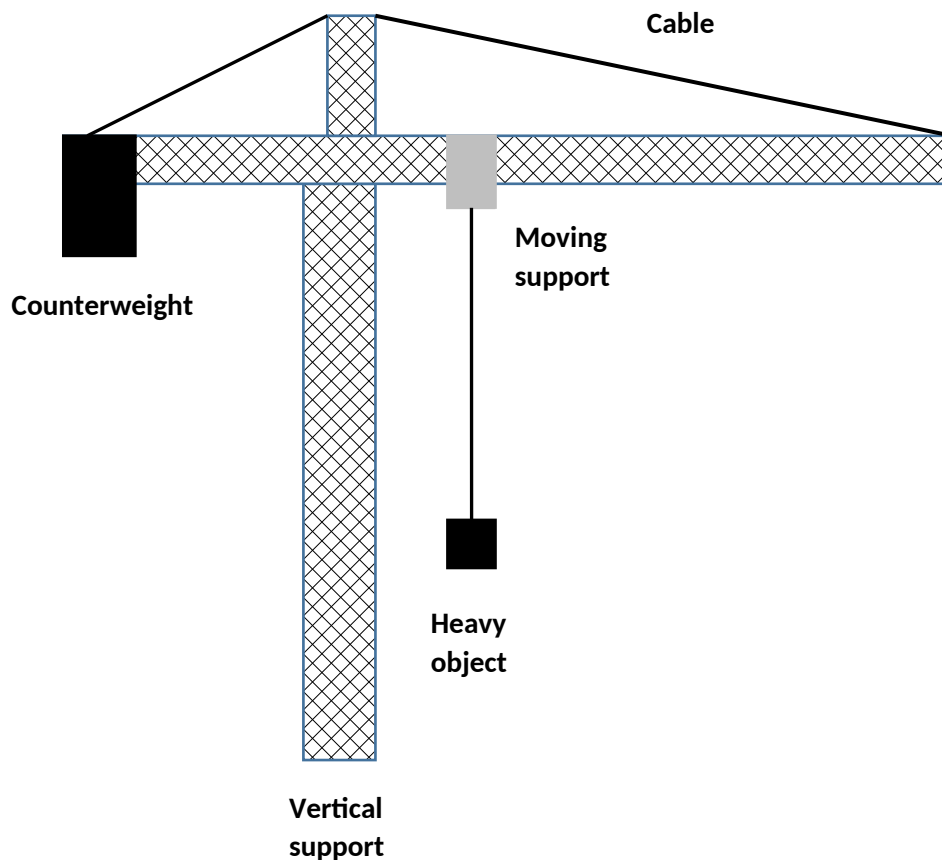 Cable
Moving
support
Counterweight
Heavy
object
Vertical
support